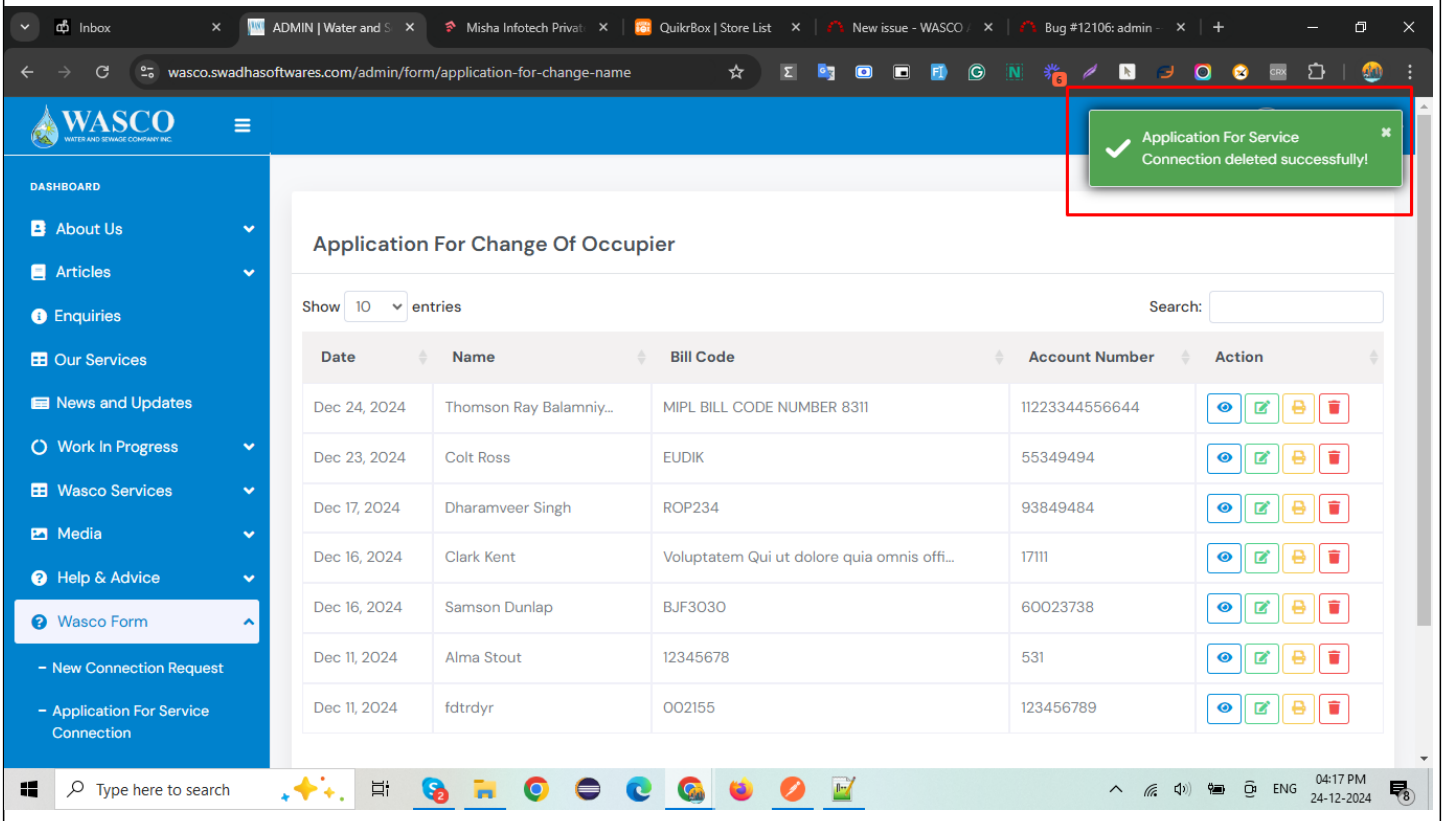 Inbox
ADMIN | Water and S
Misha Infotech Privat
QuikrBox | Store List
New issue - WASCO /
Bug #12106: admin -
wasco.swadhasoftwares.com/admin/form/application-for-change-name
6
CRX
WASCO
WATER AND SEWAGE COMPANY INC.
Application For Service
Connection deleted successfully!
DASHBOARD
About Us
Articles
Enquiries
Our Services
News and Updates
Work In Progress
Wasco Services
Media
Help & Advice
Wasco Form
- New Connection Request
- Application For Service
Connection
Application For Change Of Occupier
Show 10 entries
Search:
Date Name Bill Code Account Number Action
Dec 24, 2024 Thomson Ray Balamniy... MIPL BILL CODE NUMBER 8311 11223344556644
Dec 23, 2024 Colt Ross EUDIK 55349494
Dec 17, 2024 Dharamveer Singh ROP234 93849484
Dec 16, 2024 Clark Kent Voluptatem Qui ut dolore quia omnis offi... 17111
Dec 16, 2024 Samson Dunlap BJF3030 60023738
Dec 11, 2024 Alma Stout 12345678 531
Dec 11, 2024 fdtrdyr 002155 123456789
Type here to search
2
ENG
04:17 PM
24-12-2024
8